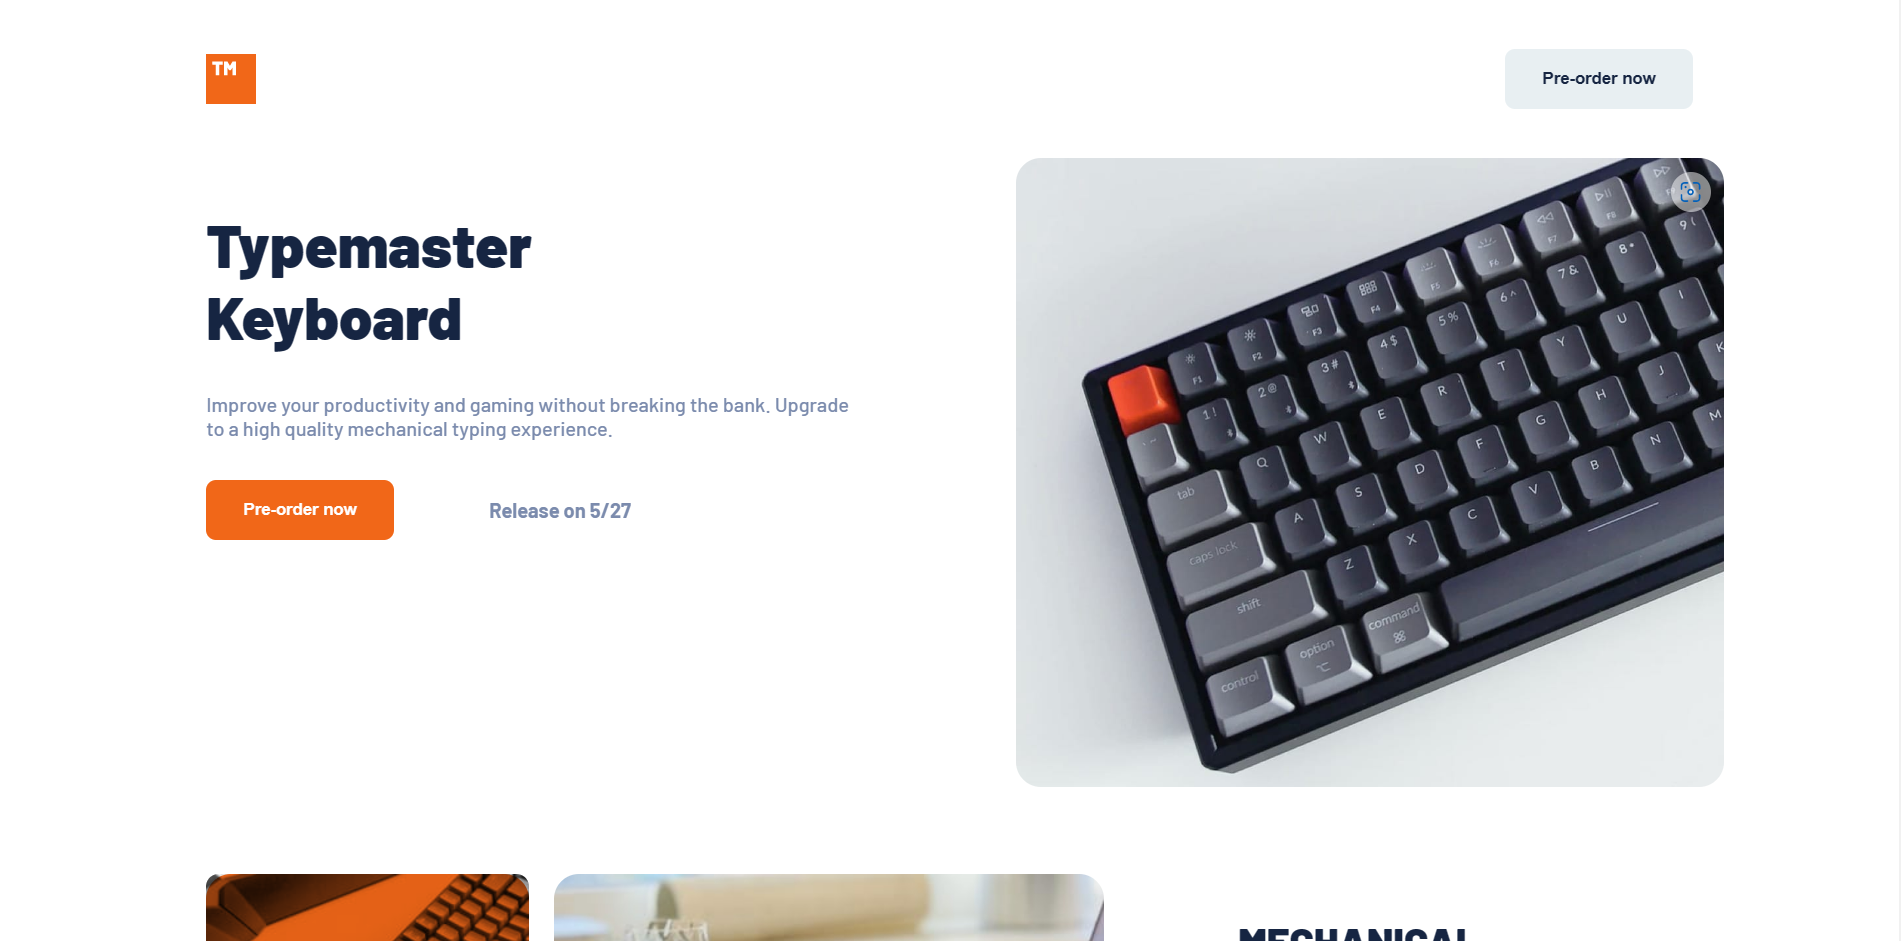 TM
Pre-order now
Typemaster
Keyboard
Improve your productivity and gaming without breaking the bank. Upgrade
to a high quality mechanical typing experience.
Pre-order now
Release on 5/27
F1 F2 F3 F4 F5 F6 F7 F8 F9
1 ! 2 @ 3 # 4 $ 5 % 6 ^ 7 & 8 * 9 (
tab Q W E R T Y U I
caps lock A S D F G H J K
shift Z X C V B N M
control option command
MECHANICAL